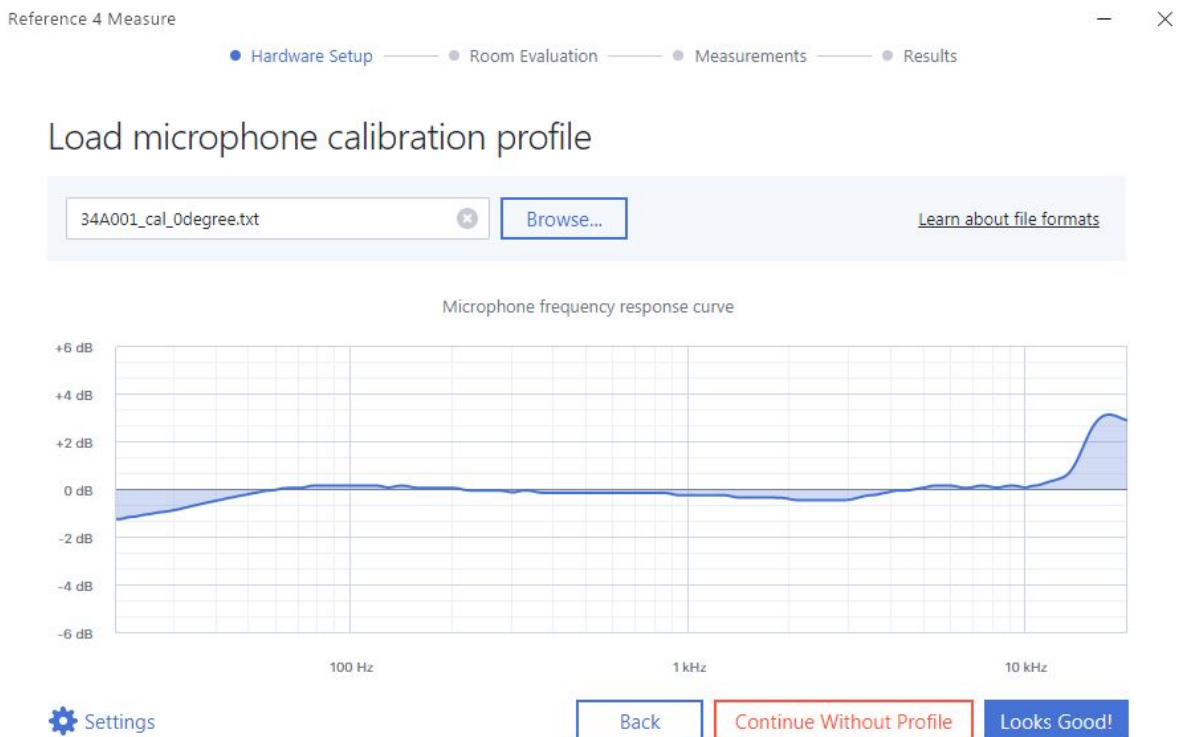 Reference 4 Measure
Hardware Setup
Room Evaluation
Measurements
Results
Load microphone calibration profile
34A001_cal_0degree.txt
Browse...
Learn about file formats
Microphone frequency response curve
+6 dB
+4 dB
+2 dB
0 dB
-2 dB
-4 dB
-6 dB
100 Hz
1 kHz
10 kHz
Settings
Back
Continue Without Profile
Looks Good!